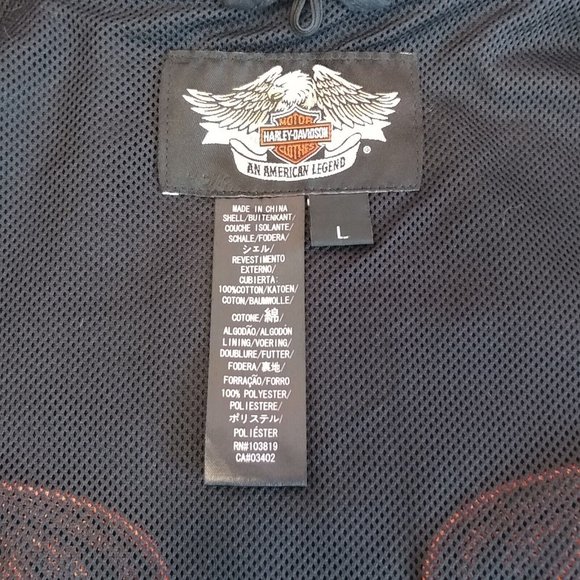 MOTOR
HARLEY-DAVIDSON
CLOTHES
®
AN AMERICAN LEGEND
MADE IN CHINA
SHELL/BUITENKANT/
COUCHE ISOLANTE/
SCHALE/FODERA/
シェル/
REVESTIMENTO
EXTERNO/
CUBIERTA:
100%COTTON/KATOEN/
COTON/BAUMWOLLE/
COTONE/綿/
ALGODÃO/ALGODÓN
LINING/VOERING/
DOUBLURE/FUTTER/
FODERA/裏地/
FORRAÇÃO/FORRO
100% POLYESTER/
POLIESTERE/
ポリステル/
POLIÉSTER
RN#103819
CA#03402
L